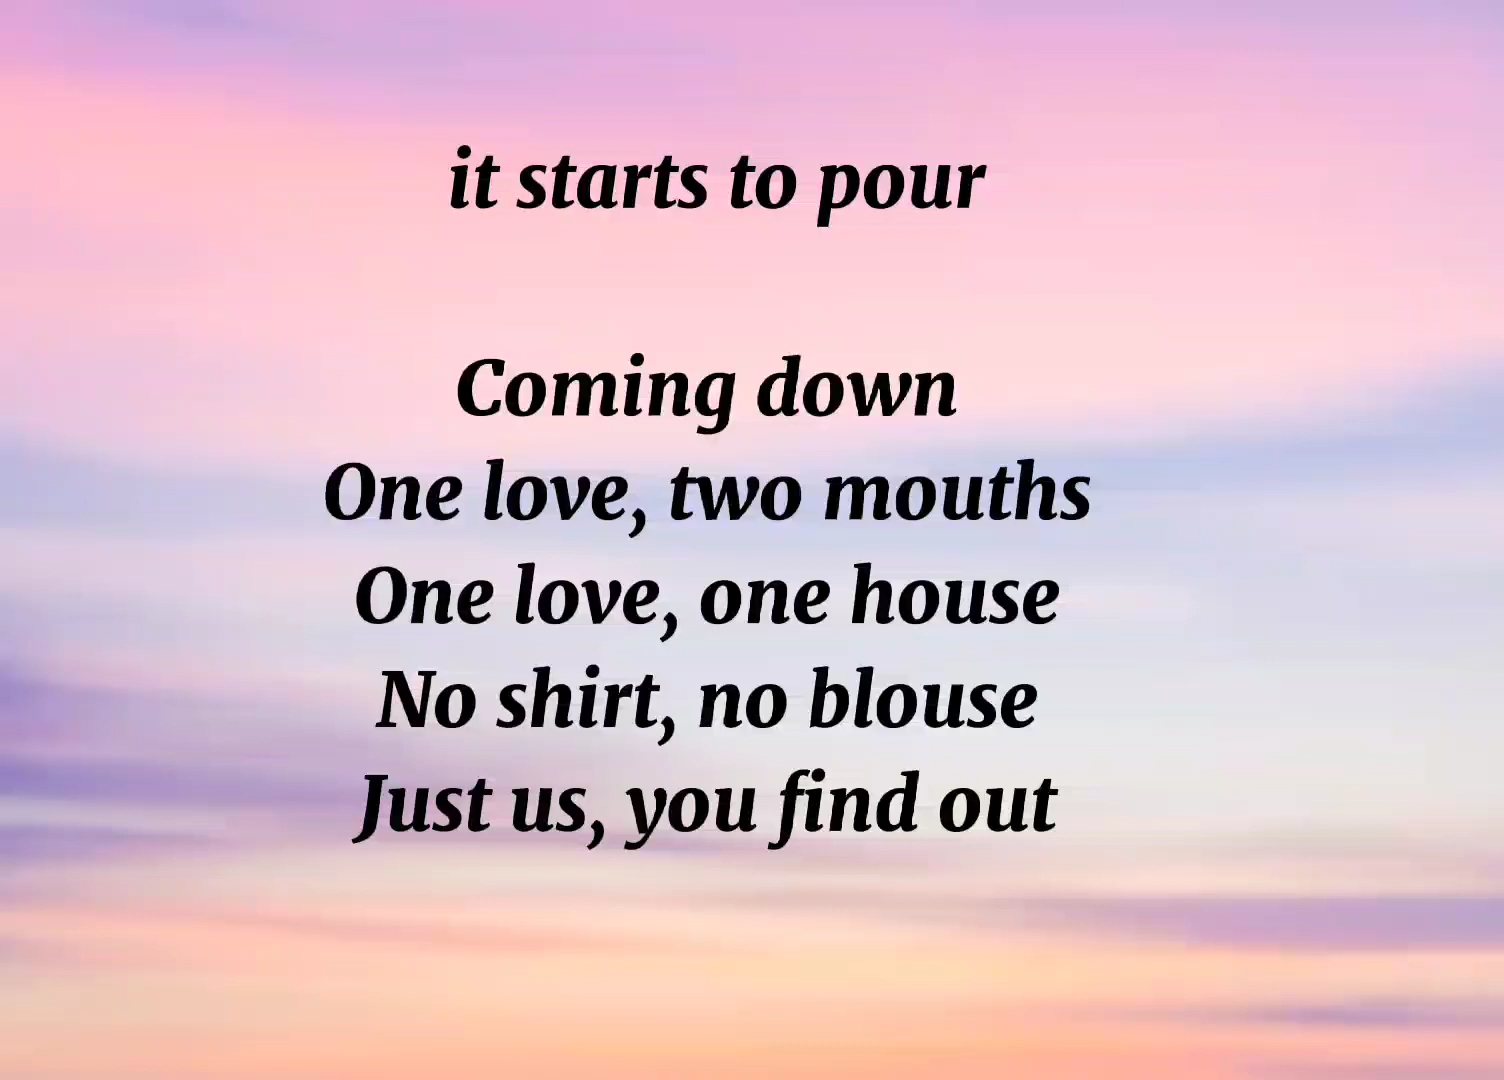 it starts to pour
Coming down
One love, two mouths
One love, one house
No shirt, no blouse
Just us, you find out